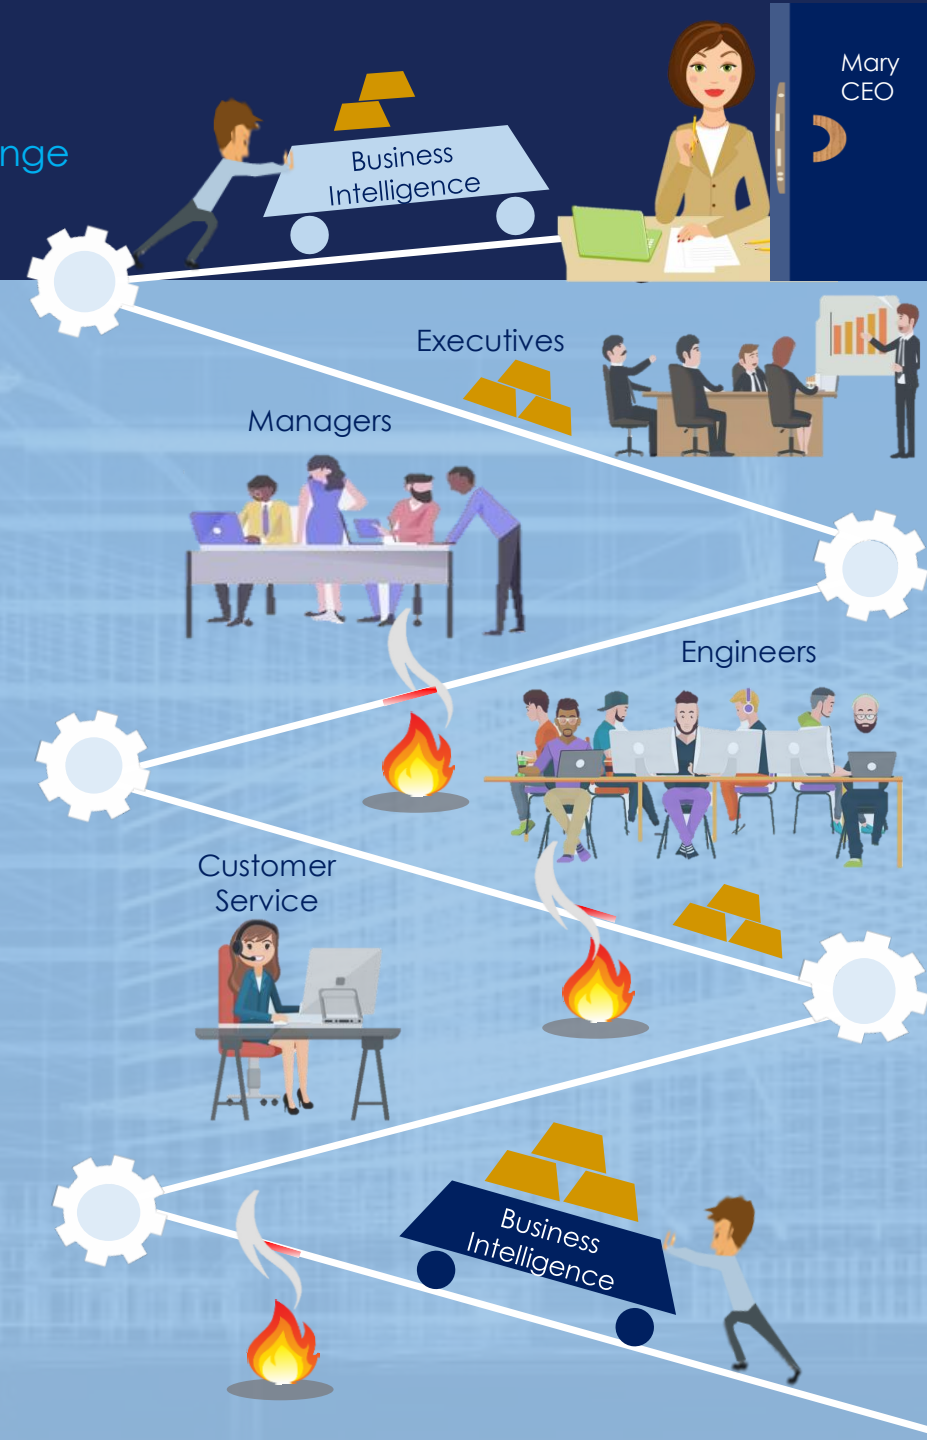 Mary
CEO
nge
Business
Intelligence
Executives
Managers
Engineers
Customer
Service
Business
Intelligence